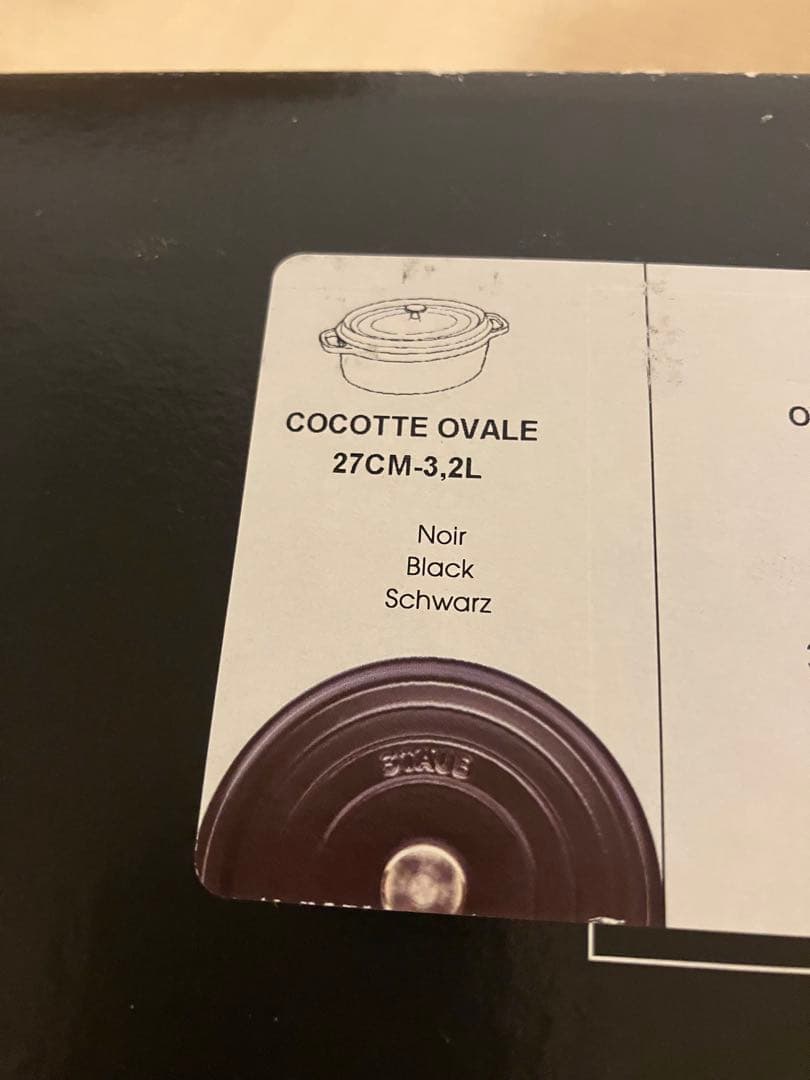 COCOTTE OVALE
27CM-3,2L
Noir
Black
Schwarz
STAUB